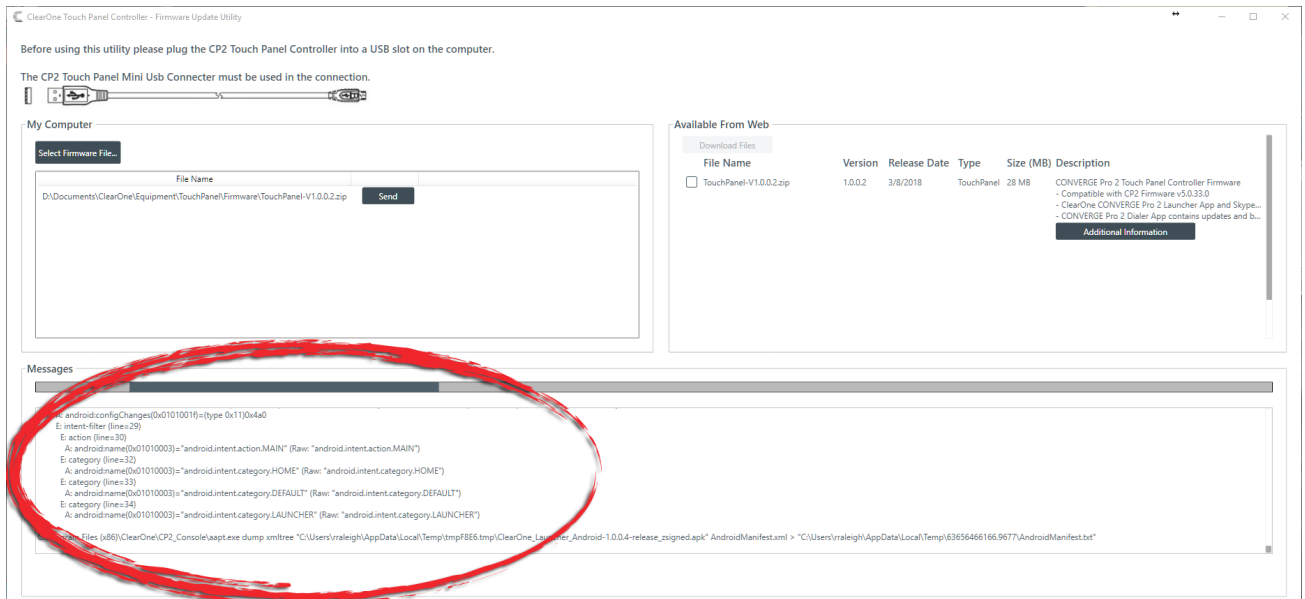 ClearOne Touch Panel Controller - Firmware Update Utility
Before using this utility please plug the CP2 Touch Panel Controller into a USB slot on the computer.
The CP2 Touch Panel Mini Usb Connecter must be used in the connection.
My Computer
Select Firmware File...
File Name
D:\Documents\ClearOne\Equipment\TouchPanel\Firmware\TouchPanel-V1.0.0.2.zip Send
Available From Web
Download Files
File Name Version Release Date Type Size (MB) Description
TouchPanel-V1.0.0.2.zip 1.0.0.2 3/8/2018 TouchPanel 28 MB CONVERGE Pro 2 Touch Panel Controller Firmware
- Compatible with CP2 Firmware v5.0.33.0
- ClearOne CONVERGE Pro 2 Launcher App and Skype...
- CONVERGE Pro 2 Dialer App contains updates and b...
Additional Information
Messages
A: android:configChanges(0x0101001f)=(type 0x11)0x4a0
E: intent-filter (line=29)
E: action (line=30)
A: android:name(0x01010003)="android.intent.action.MAIN" (Raw: "android.intent.action.MAIN")
E: category (line=32)
A: android:name(0x01010003)="android.intent.category.HOME" (Raw: "android.intent.category.HOME")
E: category (line=33)
A: android:name(0x01010003)="android.intent.category.DEFAULT" (Raw: "android.intent.category.DEFAULT")
E: category (line=34)
A: android:name(0x01010003)="android.intent.category.LAUNCHER" (Raw: "android.intent.category.LAUNCHER")
Files (x86)\ClearOne\CP2_Console\aapt.exe dump xmltree "C:\Users\rraleigh\AppData\Local\Temp\tmpF8E6.tmp\ClearOne_Launcher_Android-1.0.0.4-release_zsigned.apk" AndroidManifest.xml > "C:\Users\rraleigh\AppData\Local\Temp\63656466166.9677\AndroidManifest.txt"